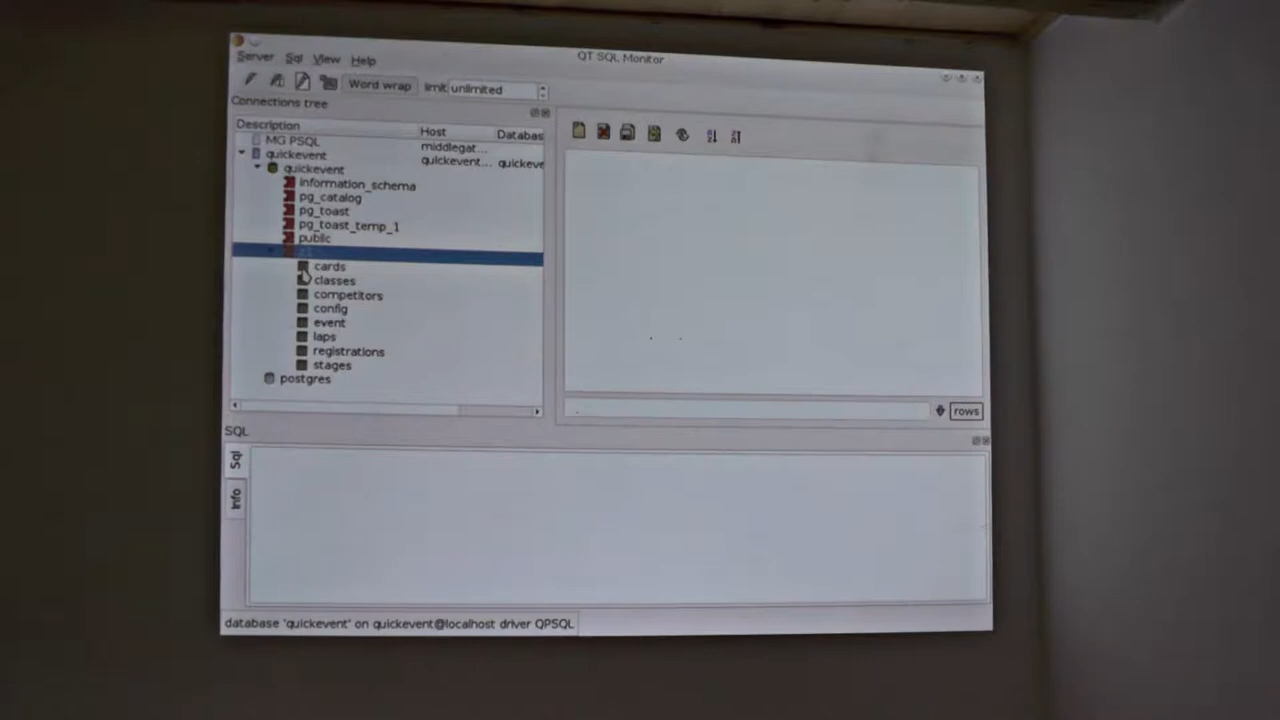 QT SQL Monitor
Server Sql View Help
Word wrap limit unlimited
Connections tree
Description Host Databas
MG PSQL middlegat...
quickevent quickevent... quickeve
quickevent
information_schema
pg_catalog
pg_toast
pg_toast_temp_1
public
cards
classes
competitors
config
event
laps
registrations
stages
postgres
rows
SQL
Sql
Info
database 'quickevent' on quickevent@localhost driver QPSQL